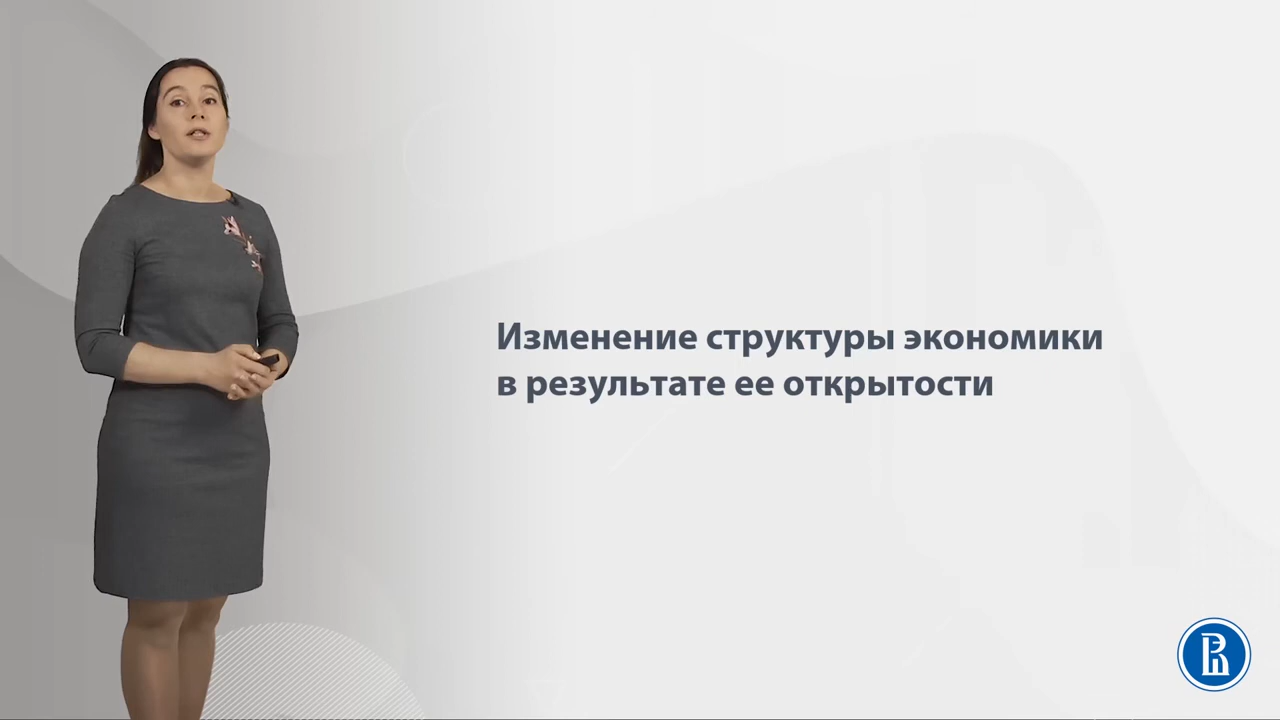 Изменение структуры экономики
в результате ее открытости